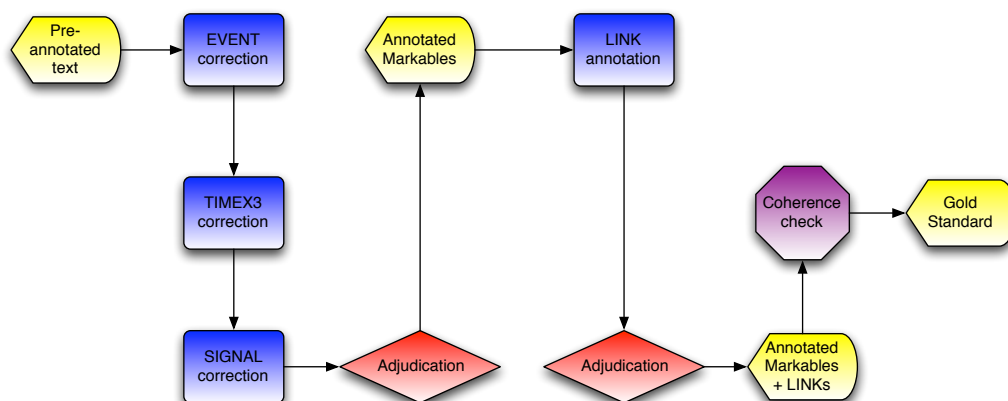 Pre-
annotated
text
EVENT
correction
TIMEX3
correction
SIGNAL
correction
Adjudication
Annotated
Markables
LINK
annotation
Adjudication
Annotated
Markables
+ LINKs
Coherence
check
Gold
Standard